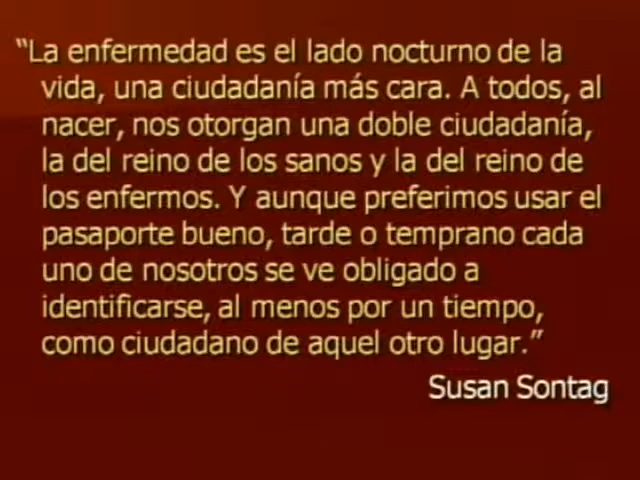 “La enfermedad es el lado nocturno de la
vida, una ciudadanía más cara. A todos, al
nacer, nos otorgan una doble ciudadanía,
la del reino de los sanos y la del reino de
los enfermos. Y aunque preferimos usar el
pasaporte bueno, tarde o temprano cada
uno de nosotros se ve obligado a
identificarse, al menos por un tiempo,
como ciudadano de aquel otro lugar.”
Susan Sontag